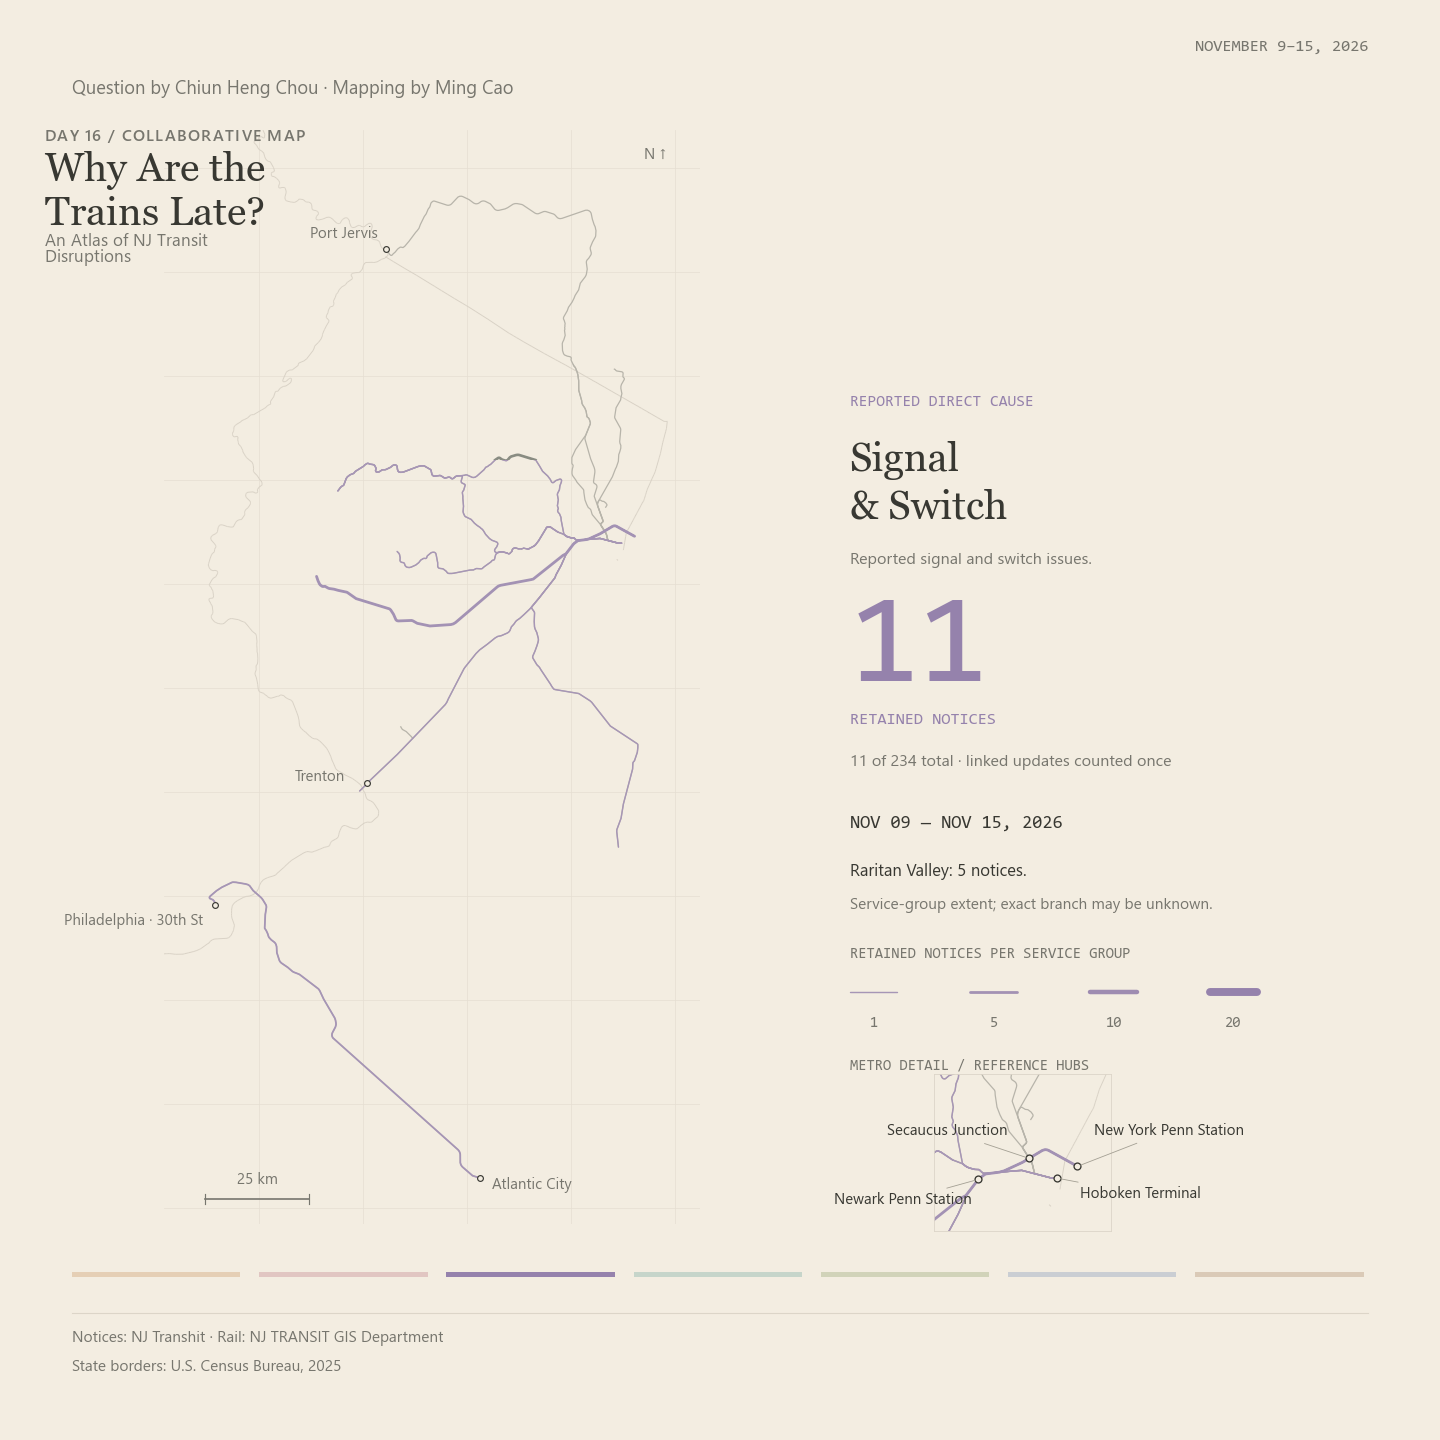 NOVEMBER 9–15, 2026
Question by Chiun Heng Chou · Mapping by Ming Cao
DAY 16 / COLLABORATIVE MAP
Why Are the
Trains Late?
An Atlas of NJ Transit
Disruptions
N ↑
Port Jervis
Trenton
Philadelphia · 30th St
Atlantic City
25 km
REPORTED DIRECT CAUSE
Signal
& Switch
Reported signal and switch issues.
11
RETAINED NOTICES
11 of 234 total · linked updates counted once
NOV 09 — NOV 15, 2026
Raritan Valley: 5 notices.
Service-group extent; exact branch may be unknown.
RETAINED NOTICES PER SERVICE GROUP
1 5 10 20
METRO DETAIL / REFERENCE HUBS
Secaucus Junction
New York Penn Station
Newark Penn Station
Hoboken Terminal
Notices: NJ Transhit · Rail: NJ TRANSIT GIS Department
State borders: U.S. Census Bureau, 2025